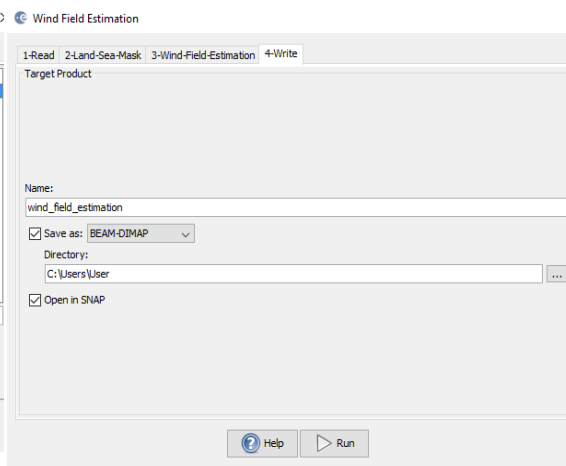 Wind Field Estimation
1-Read 2-Land-Sea-Mask 3-Wind-Field-Estimation 4-Write
Target Product
Name:
wind_field_estimation
Save as: BEAM-DIMAP
Directory:
C:\Users\User
...
Open in SNAP
Help Run